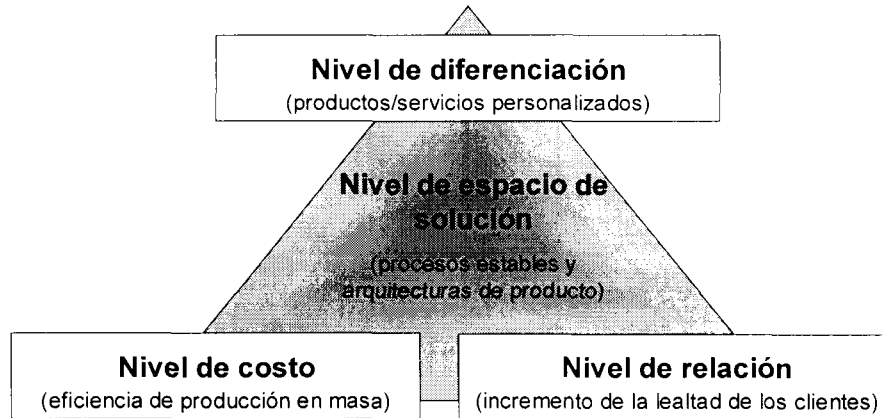 Nivel de diferenciación
(productos/servicios personalizados)
Nivel de espacio de
solución
(procesos estables y
arquitecturas de producto)
Nivel de costo
(eficiencia de producción en masa)
Nivel de relación
(incremento de la lealtad de los clientes)